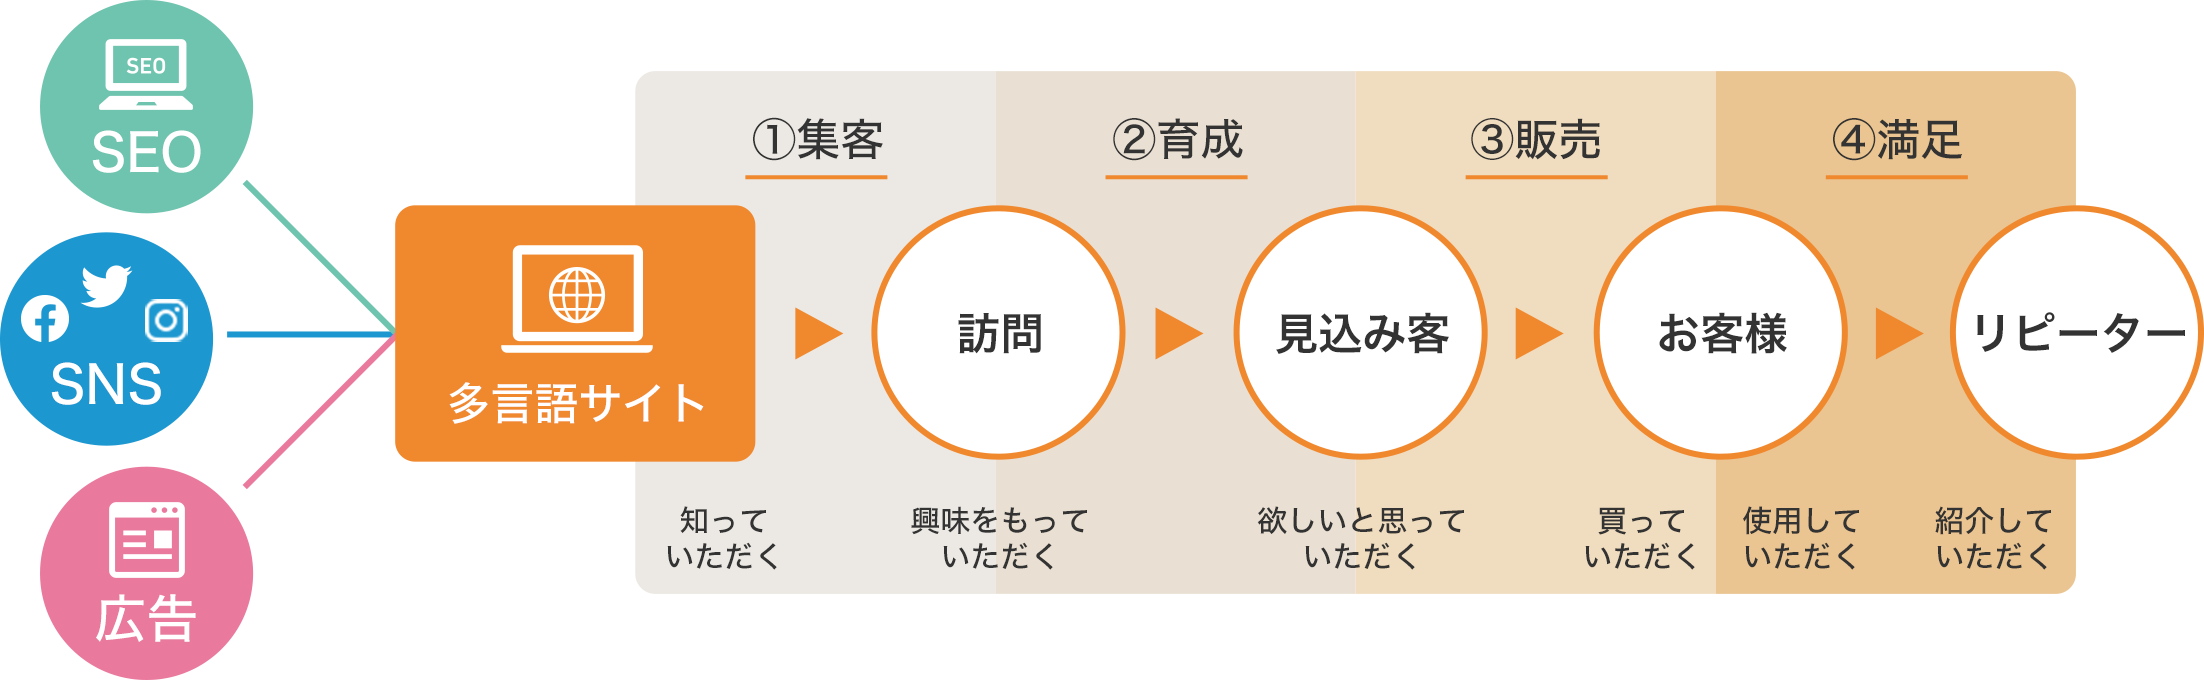 SEO
SEO
SNS
広告
多言語サイト
①集客
②育成
③販売
④満足
訪問
見込み客
お客様
リピーター
知って
いただく
興味をもって
いただく
欲しいと思って
いただく
買って
いただく
使用して
いただく
紹介して
いただく